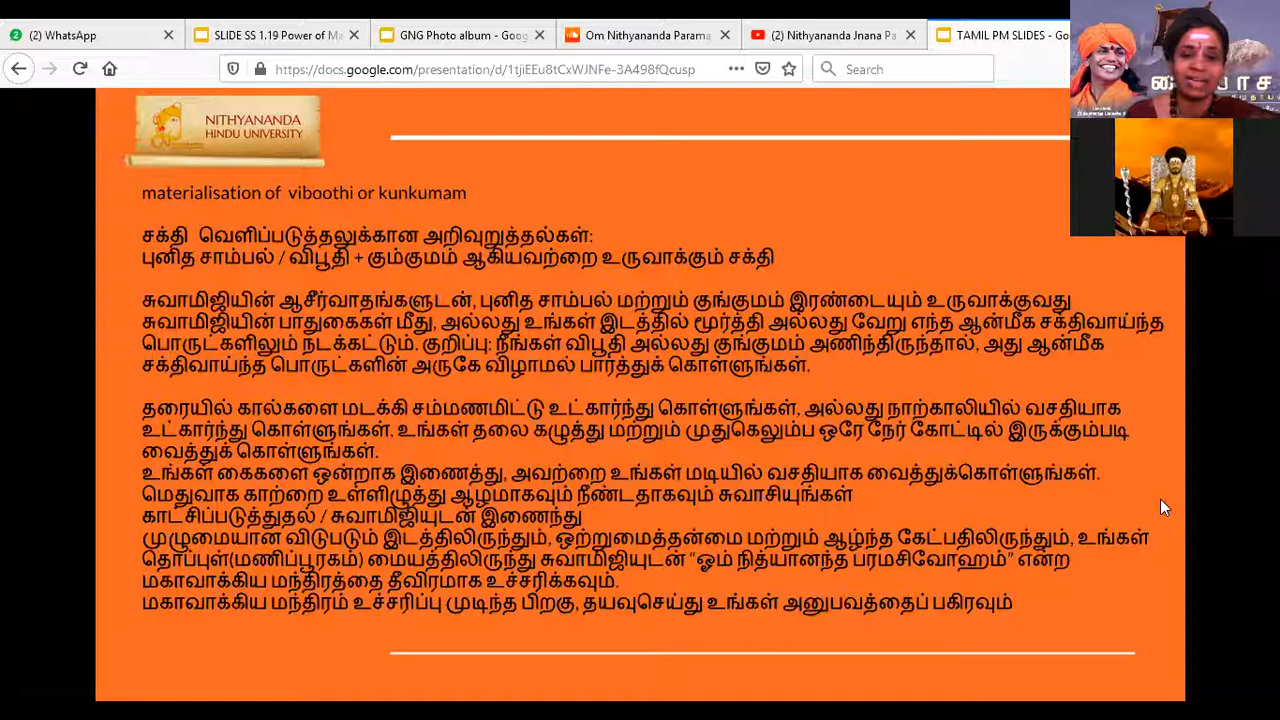 (2) WhatsApp
SLIDE SS 1.19 Power of Ma
GNG Photo album - Goog
Om Nithyananda Parama
(2) Nithyananda Jnana Pa
TAMIL PM SLIDES - Go
https://docs.google.com/presentation/d/1tjiEEu8tCxWJNFe-3A498fQcusp
Search
NITHYANANDA
HINDU UNIVERSITY
materialisation of viboothi or kunkumam
சக்தி வெளிப்படுத்தலுக்கான அறிவுறுத்தல்கள்:
புனித சாம்பல் / விபூதி + கும்குமம் ஆகியவற்றை உருவாக்கும் சக்தி
சுவாமிஜியின் ஆசீர்வாதங்களுடன், புனித சாம்பல் மற்றும் குங்குமம் இரண்டையும் உருவாக்குவது
சுவாமிஜியின் பாதுகைகள் மீது, அல்லது உங்கள் இடத்தில் மூர்த்தி அல்லது வேறு எந்த ஆன்மீக சக்திவாய்ந்த
பொருட்களிலும் நடக்கட்டும். குறிப்பு: நீங்கள் விபூதி அல்லது குங்குமம் அணிந்திருந்தால், அது ஆன்மீக
சக்திவாய்ந்த பொருட்களின் அருகே விழாமல் பார்த்துக் கொள்ளுங்கள்.
தரையில் கால்களை மடக்கி சம்மணமிட்டு உட்கார்ந்து கொள்ளுங்கள், அல்லது நாற்காலியில் வசதியாக
உட்கார்ந்து கொள்ளுங்கள். உங்கள் தலை கழுத்து மற்றும் முதுகெலும்ப ஒரே நேர் கோட்டில் இருக்கும்படி
வைத்துக் கொள்ளுங்கள்.
உங்கள் கைகளை ஒன்றாக இணைத்து, அவற்றை உங்கள் மடியில் வசதியாக வைத்துக்கொள்ளுங்கள்.
மெதுவாக காற்றை உள்ளிழுத்து ஆழமாகவும் நீண்டதாகவும் சுவாசியுங்கள்
காட்சிப்படுத்துதல் / சுவாமிஜியுடன் இணைந்து
முழுமையான விடுபடும் இடத்திலிருந்தும், ஒற்றுமைத்தன்மை மற்றும் ஆழ்ந்த கேட்பதிலிருந்தும், உங்கள்
தொப்புள்(மணிப்பூரகம்) மையத்திலிருந்து சுவாமிஜியுடன் “ஓம் நித்யானந்த பரமசிவோஹம்” என்ற
மகாவாக்கிய மந்திரத்தை தீவிரமாக உச்சரிக்கவும்.
மகாவாக்கிய மந்திரம் உச்சரிப்பு முடிந்த பிறகு, தயவுசெய்து உங்கள் அனுபவத்தைப் பகிரவும்